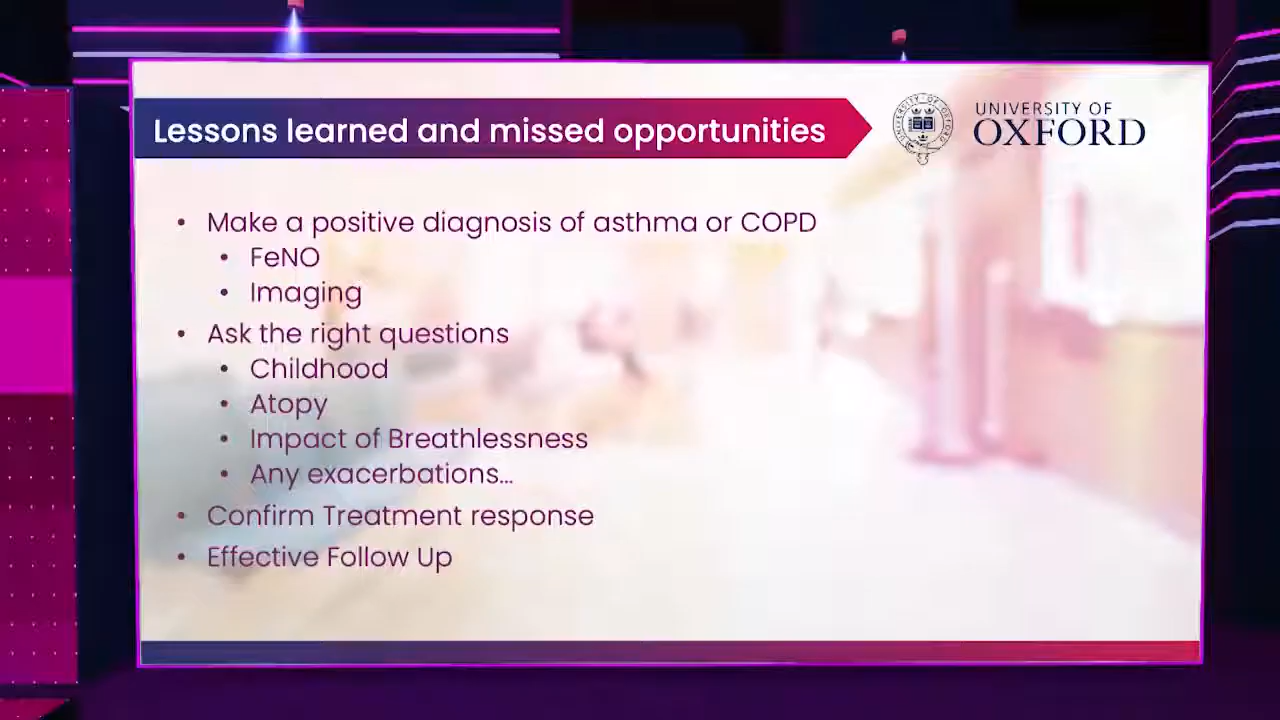 Lessons learned and missed opportunities
UNIVERSITY OF
OXFORD
• Make a positive diagnosis of asthma or COPD
• FeNO
• Imaging
• Ask the right questions
• Childhood
• Atopy
• Impact of Breathlessness
• Any exacerbations...
• Confirm Treatment response
• Effective Follow Up